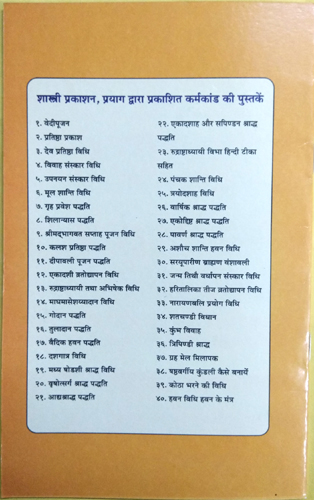 शास्त्री प्रकाशन, प्रयाग द्वारा प्रकाशित कर्मकांड की पुस्तकें
१. वेदीपूजन
२. प्रतिष्ठा प्रकाश
३. देव प्रतिष्ठा विधि
४. विवाह संस्कार विधि
५. उपनयन संस्कार विधि
६. मूल शान्ति विधि
७. गृह प्रवेश पद्धति
८. शिलान्यास पद्धति
९. श्रीमद्भागवत सप्ताह पूजन विधि
१०. कलश प्रतिष्ठा पद्धति
११. दीपावली पूजन पद्धति
१२. एकादशी व्रतोद्यापन विधि
१३. रुद्राष्टाध्यायी तथा अभिषेक विधि
१४. माघमासेशय्यादान विधि
१५. गोदान पद्धति
१६. तुलादान पद्धति
१७. वैदिक हवन पद्धति
१८. दशगात्र विधि
१९. मध्य षोडशी श्राद्ध विधि
२०. वृषोत्सर्ग श्राद्ध पद्धति
२१. आद्यश्राद्ध पद्धति
२२. एकादशाह और सपिण्डन श्राद्ध
पद्धति
२३. रुद्राष्टाध्यायी विभा हिन्दी टीका
सहित
२४. पंचक शान्ति विधि
२५. त्रयोदशाह विधि
२६. वार्षिक श्राद्ध पद्धति
२७. एकोद्दिष्ट श्राद्ध पद्धति
२८. पार्वण श्राद्ध पद्धति
२९. अशौच शान्ति हवन विधि
३०. सरयूपारीण ब्राह्मण वंशावली
३१. जन्म तिथी वर्धापन संस्कार विधि
३२. हरितालिका तीज व्रतोद्यापन विधि
३३. नारायणबलि प्रयोग विधि
३४. शतचण्डी विधान
३५. कुंभ विवाह
३६. त्रिपिण्डी श्राद्ध
३७. ग्रह मेल मिलापक
३८. षष्ठवर्गीय कुंडली कैसे बनायें
३९. कोठा भरने की विधि
४०. हवन विधि हवन के मंत्र